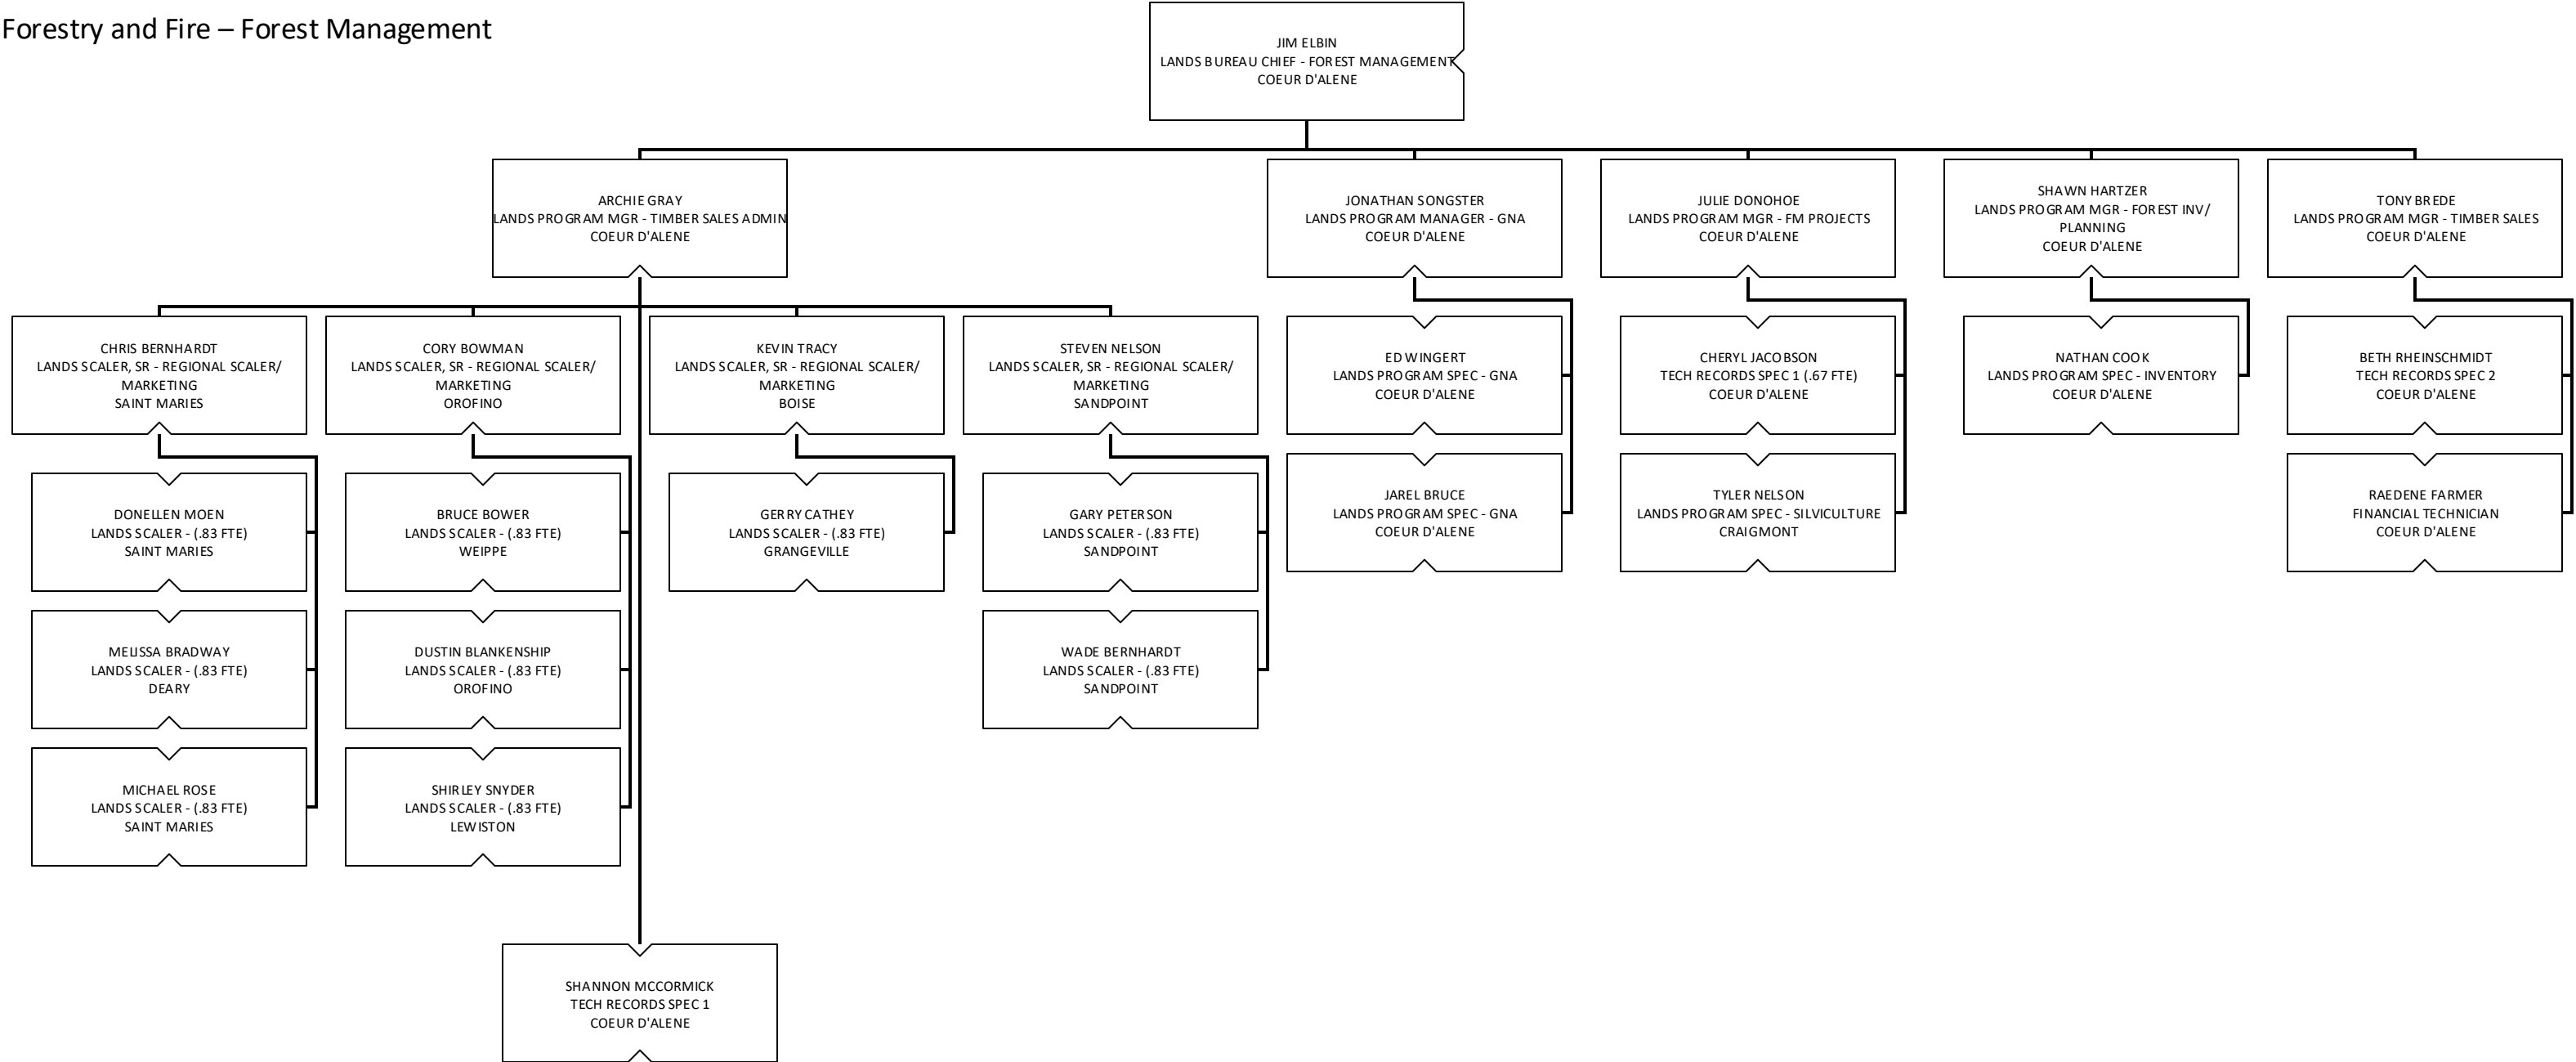 Forestry and Fire – Forest Management
JIM ELBIN
LANDS BUREAU CHIEF - FOREST MANAGEMENT
COEUR D'ALENE
ARCHIE GRAY
LANDS PROGRAM MGR - TIMBER SALES ADMIN
COEUR D'ALENE
JONATHAN SONGSTER
LANDS PROGRAM MANAGER - GNA
COEUR D'ALENE
JULIE DONOHOE
LANDS PROGRAM MGR - FM PROJECTS
COEUR D'ALENE
SHAWN HARTZER
LANDS PROGRAM MGR - FOREST INV/
PLANNING
COEUR D'ALENE
TONY BREDE
LANDS PROGRAM MGR - TIMBER SALES
COEUR D'ALENE
CHRIS BERNHARDT
LANDS SCALER, SR - REGIONAL SCALER/
MARKETING
SAINT MARIES
CORY BOWMAN
LANDS SCALER, SR - REGIONAL SCALER/
MARKETING
OROFINO
KEVIN TRACY
LANDS SCALER, SR - REGIONAL SCALER/
MARKETING
BOISE
STEVEN NELSON
LANDS SCALER, SR - REGIONAL SCALER/
MARKETING
SANDPOINT
ED WINGERT
LANDS PROGRAM SPEC - GNA
COEUR D'ALENE
CHERYL JACOBSON
TECH RECORDS SPEC 1 (.67 FTE)
COEUR D'ALENE
NATHAN COOK
LANDS PROGRAM SPEC - INVENTORY
COEUR D'ALENE
BETH RHEINSCHMIDT
TECH RECORDS SPEC 2
COEUR D'ALENE
DONELLEN MOEN
LANDS SCALER - (.83 FTE)
SAINT MARIES
BRUCE BOWER
LANDS SCALER - (.83 FTE)
WEIPPE
GERRY CATHEY
LANDS SCALER - (.83 FTE)
GRANGEVILLE
GARY PETERSON
LANDS SCALER - (.83 FTE)
SANDPOINT
JAREL BRUCE
LANDS PROGRAM SPEC - GNA
COEUR D'ALENE
TYLER NELSON
LANDS PROGRAM SPEC - SILVICULTURE
CRAIGMONT
RAEDENE FARMER
FINANCIAL TECHNICIAN
COEUR D'ALENE
MELISSA BRADWAY
LANDS SCALER - (.83 FTE)
DEARY
DUSTIN BLANKENSHIP
LANDS SCALER - (.83 FTE)
OROFINO
WADE BERNHARDT
LANDS SCALER - (.83 FTE)
SANDPOINT
MICHAEL ROSE
LANDS SCALER - (.83 FTE)
SAINT MARIES
SHIRLEY SNYDER
LANDS SCALER - (.83 FTE)
LEWISTON
SHANNON MCCORMICK
TECH RECORDS SPEC 1
COEUR D'ALENE